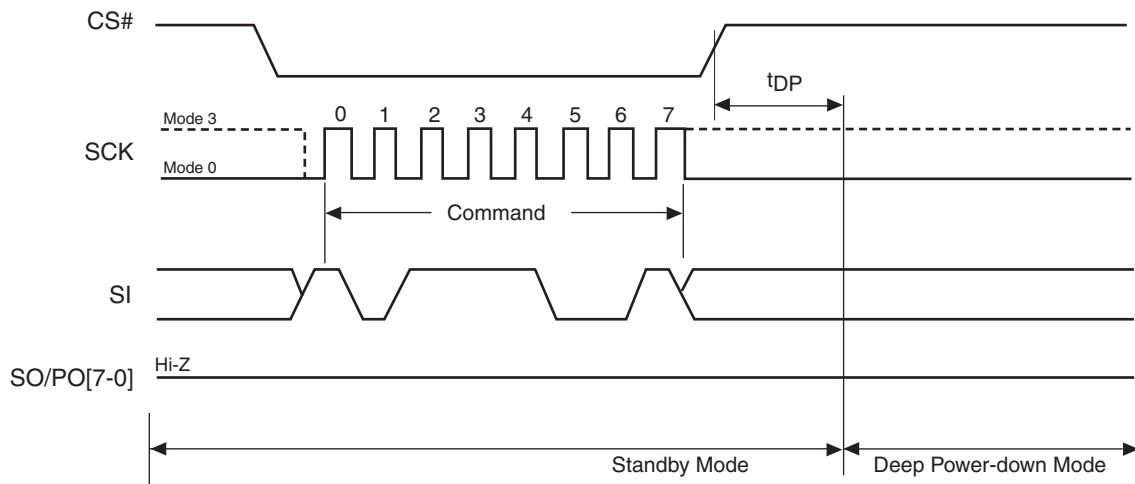 CS#
tDP
Mode 3
0 1 2 3 4 5 6 7
SCK
Mode 0
Command
SI
Hi-Z
SO/PO[7-0]
Standby Mode
Deep Power-down Mode